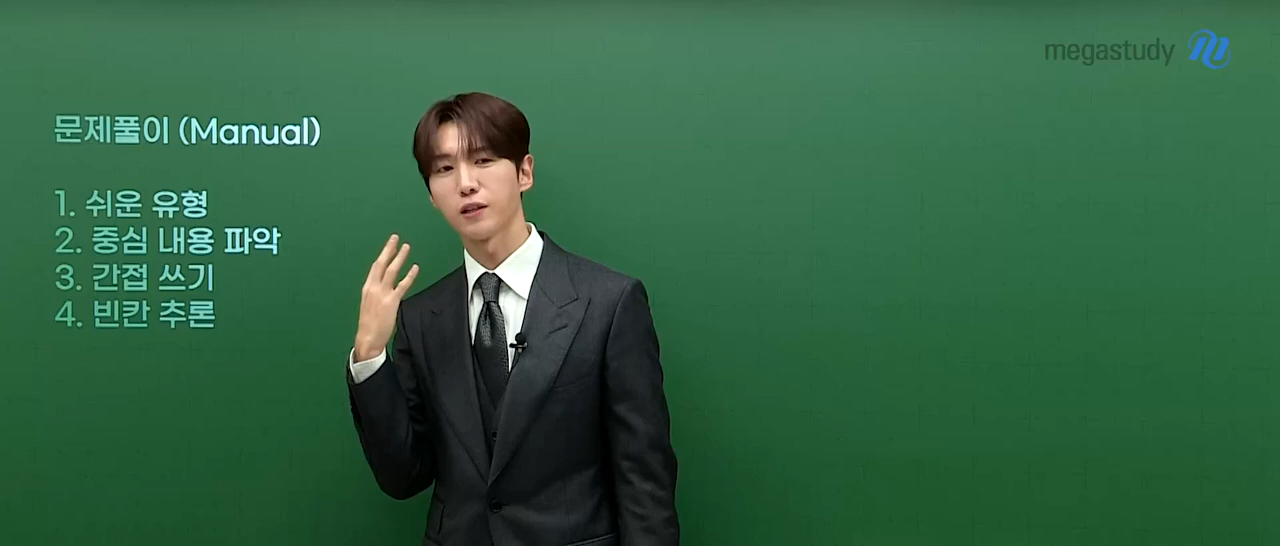 megastudy
문제풀이 (Manual)
1. 쉬운 유형
2. 중심 내용 파악
3. 간접 쓰기
4. 빈칸 추론